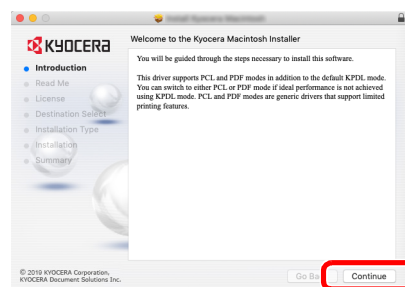 KYOCERA
Welcome to the Kyocera Macintosh Installer
Introduction
Read Me
License
Destination Select
Installation Type
Installation
Summary
You will be guided through the steps necessary to install this software.
This driver supports PCL and PDF modes in addition to the default KPDL mode.
You can switch to either PCL or PDF mode if ideal performance is not achieved
using KPDL mode. PCL and PDF modes are generic drivers that support limited
printing features.
© 2019 KYOCERA Corporation,
KYOCERA Document Solutions Inc.
Go Ba
Continue